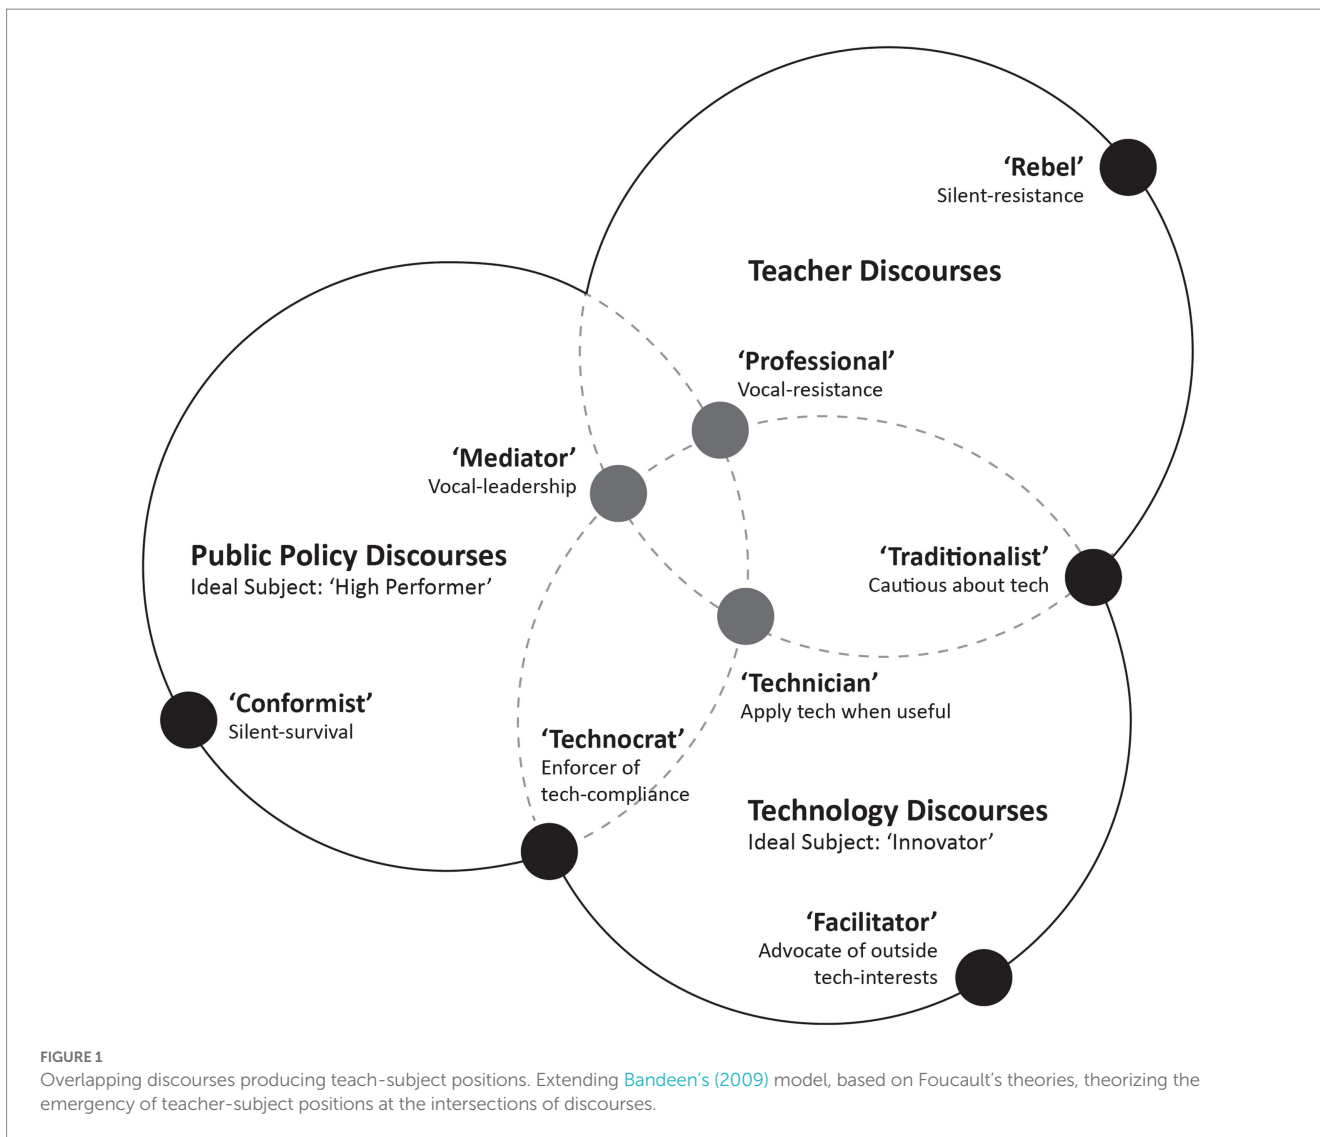 ‘Rebel’
Silent-resistance
Teacher Discourses
‘Professional’
Vocal-resistance
‘Mediator’
Vocal-leadership
Public Policy Discourses
Ideal Subject: ‘High Performer’
‘Traditionalist’
Cautious about tech
‘Technician’
Apply tech when useful
‘Conformist’
Silent-survival
‘Technocrat’
Enforcer of
tech-compliance
Technology Discourses
Ideal Subject: ‘Innovator’
‘Facilitator’
Advocate of outside
tech-interests
FIGURE 1
Overlapping discourses producing teach-subject positions. Extending Bandeen’s (2009) model, based on Foucault’s theories, theorizing the
emergency of teacher-subject positions at the intersections of discourses.